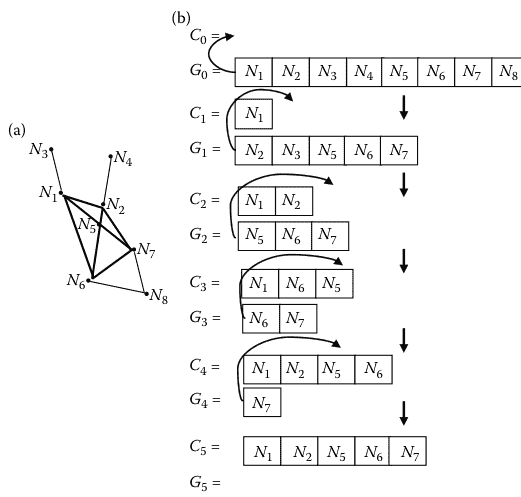 (b)
C0 =
G0 = N1 N2 N3 N4 N5 N6 N7 N8
C1 = N1
G1 = N2 N3 N5 N6 N7
C2 = N1 N2
G2 = N5 N6 N7
C3 = N1 N6 N5
G3 = N6 N7
C4 = N1 N2 N5 N6
G4 = N7
C5 = N1 N2 N5 N6 N7
G5 =
(a)
N3
N4
N1
N2
N5
N7
N6
N8